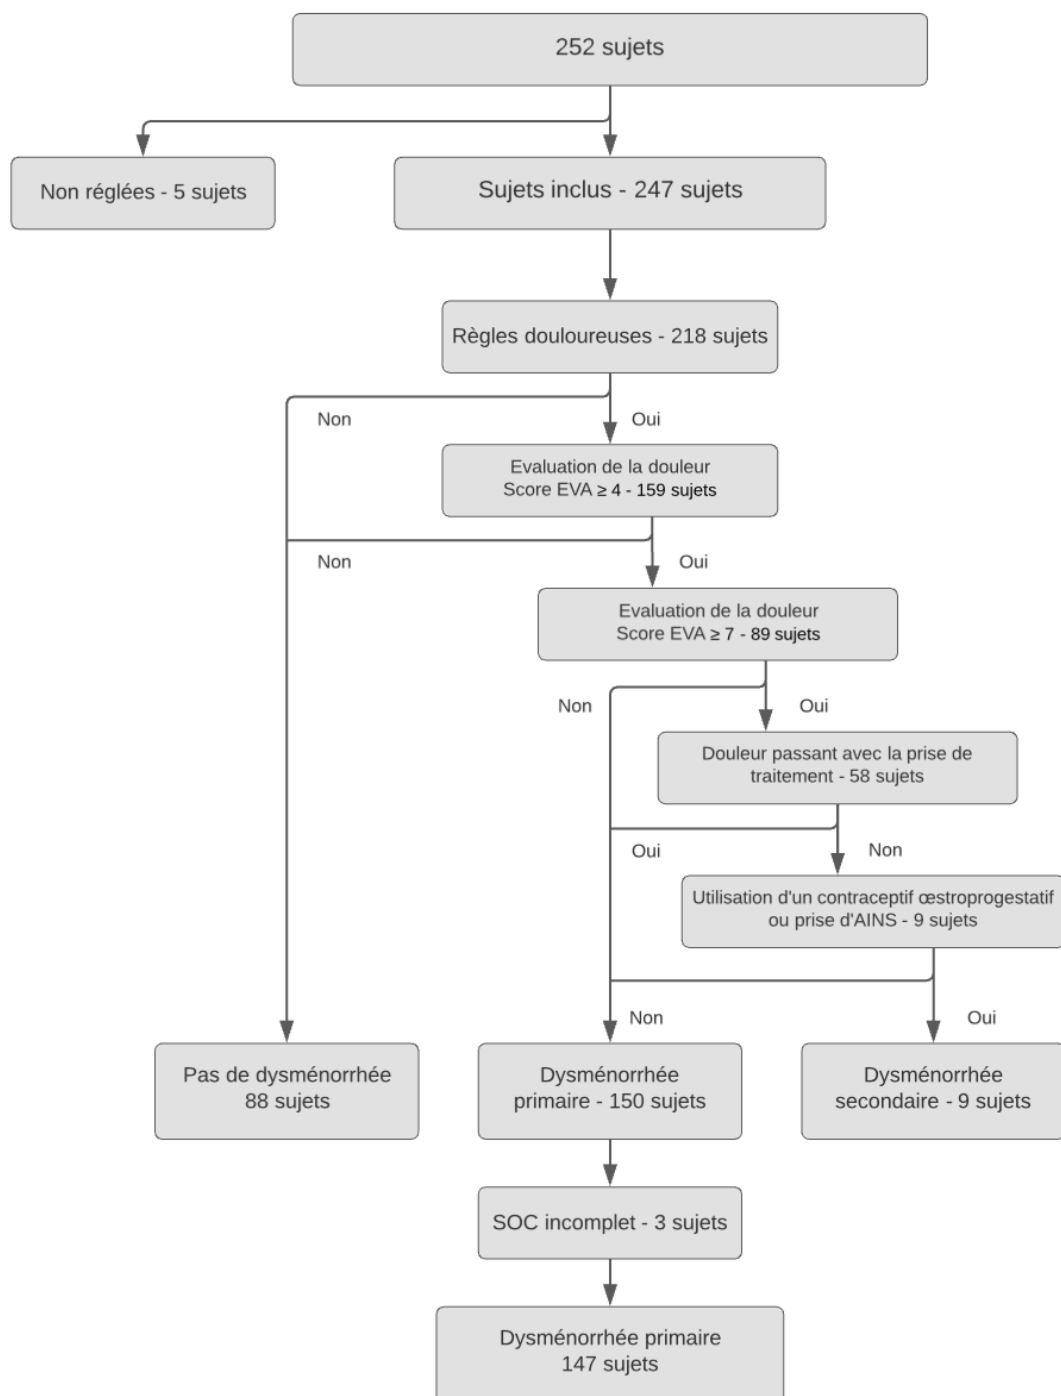 252 sujets
Non réglées - 5 sujets
Sujets inclus - 247 sujets
Règles douloureuses - 218 sujets
Non
Oui
Evaluation de la douleur
Score EVA ≥ 4 - 159 sujets
Non
Oui
Evaluation de la douleur
Score EVA ≥ 7 - 89 sujets
Non
Oui
Douleur passant avec la prise de
traitement - 58 sujets
Oui
Non
Utilisation d'un contraceptif œstroprogestatif
ou prise d'AINS - 9 sujets
Non
Oui
Pas de dysménorrhée
88 sujets
Dysménorrhée
primaire - 150 sujets
Dysménorrhée
secondaire - 9 sujets
SOC incomplet - 3 sujets
Dysménorrhée primaire
147 sujets